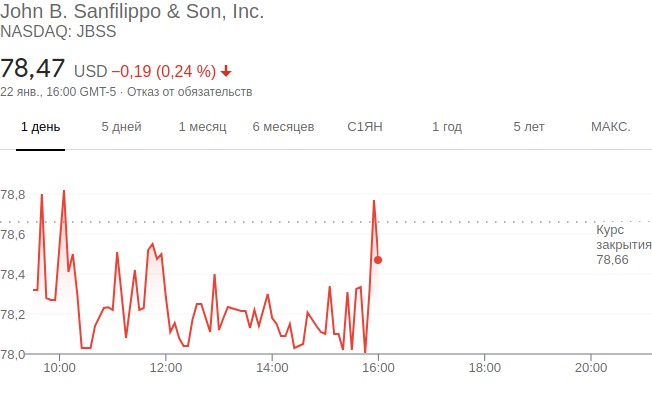 John B. Sanfilippo & Son, Inc.
NASDAQ: JBSS
78,47 USD −0,19 (0,24 %)
22 янв., 16:00 GMT-5 · Отказ от обязательств
1 день 5 дней 1 месяц 6 месяцев С1ЯН 1 год 5 лет МАКС.
78,8
78,6
78,4
78,2
78,0
Курс
закрытия
78,66
10:00 12:00 14:00 16:00 18:00 20:00